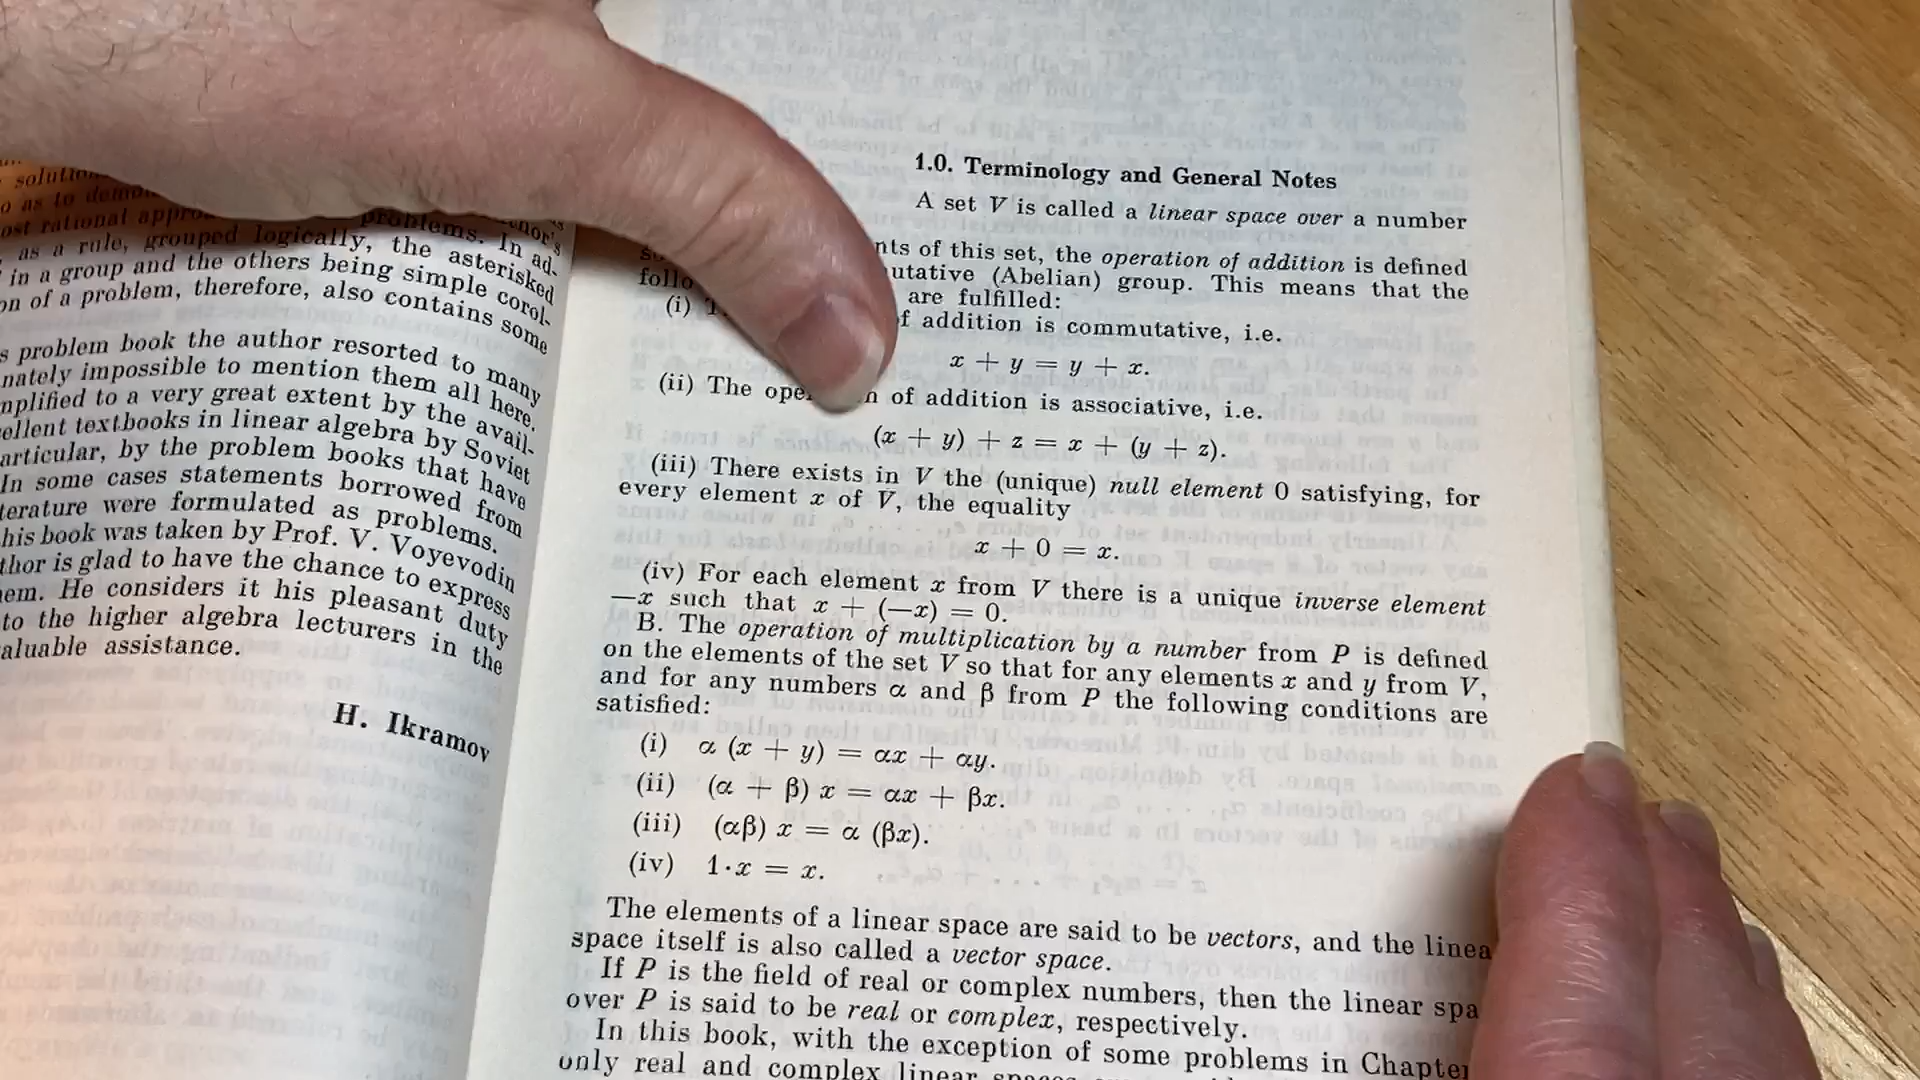 solution
o as to demon
ost rational appro problems. In ad-
as a rule, grouped logically, the asterisked
in a group and the others being simple corol-
on of a problem, therefore, also contains some
s problem book the author resorted to many
nately impossible to mention them all here.
mplified to a very great extent by the avail-
ellent textbooks in linear algebra by Soviet
articular, by the problem books that have
In some cases statements borrowed from
terature were formulated as problems.
his book was taken by Prof. V. Voyevodin
thor is glad to have the chance to express
em. He considers it his pleasant duty
to the higher algebra lecturers in the
aluable assistance.
H. Ikramov
1.0. Terminology and General Notes
A set V is called a linear space over a number
nts of this set, the operation of addition is defined
utative (Abelian) group. This means that the
follo are fulfilled:
(i) f addition is commutative, i.e.
x + y = y + x.
(ii) The ope n of addition is associative, i.e.
(x + y) + z = x + (y + z).
(iii) There exists in V the (unique) null element 0 satisfying, for
every element x of V, the equality
x + 0 = x.
(iv) For each element x from V there is a unique inverse element
—x such that x + (—x) = 0.
B. The operation of multiplication by a number from P is defined
on the elements of the set V so that for any elements x and y from V,
and for any numbers α and β from P the following conditions are
satisfied:
(i) α (x + y) = αx + αy.
(ii) (α + β) x = αx + βx.
(iii) (αβ) x = α (βx).
(iv) 1·x = x.
The elements of a linear space are said to be vectors, and the linea
space itself is also called a vector space.
If P is the field of real or complex numbers, then the linear spa
over P is said to be real or complex, respectively.
In this book, with the exception of some problems in Chapter
only real and complex linear spaces